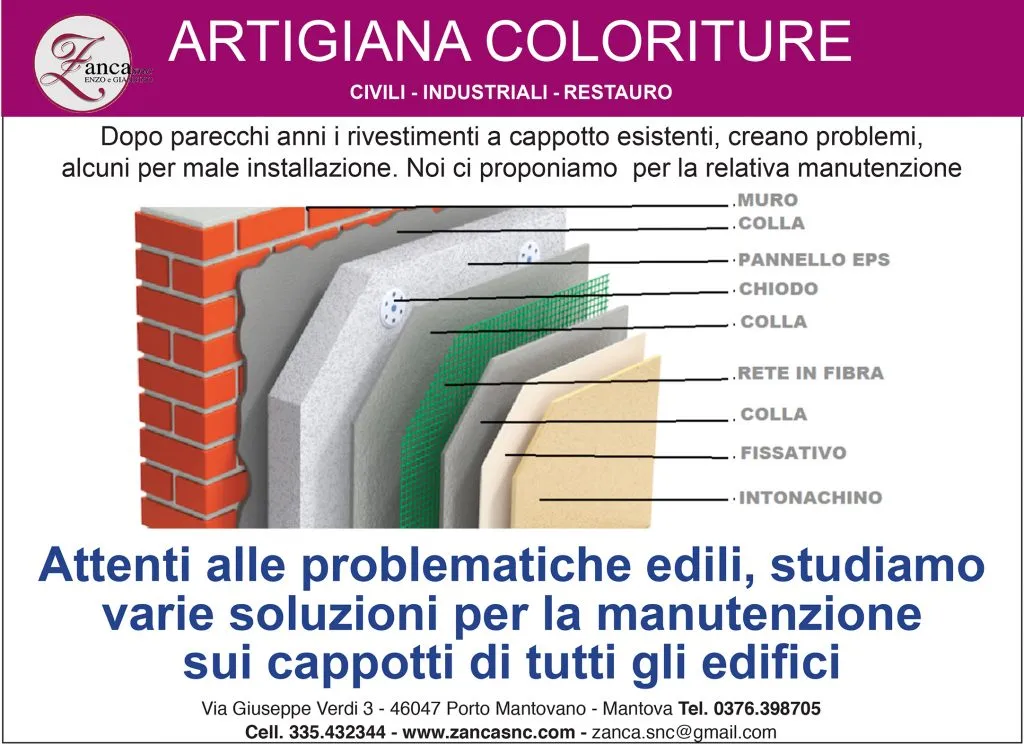 ARTIGIANA COLORITURE
Zanca SNC
ENZO e
CIVILI - INDUSTRIALI - RESTAURO
Dopo parecchi anni i rivestimenti a cappotto esistenti, creano problemi,
alcuni per male installazione. Noi ci proponiamo per la relativa manutenzione
MURO
COLLA
PANNELLO EPS
CHIODO
COLLA
RETE IN FIBRA
COLLA
FISSATIVO
INTONACHINO
Attenti alle problematiche edili, studiamo
varie soluzioni per la manutenzione
sui cappotti di tutti gli edifici
Via Giuseppe Verdi 3 - 46047 Porto Mantovano - Mantova Tel. 0376.398705
Cell. 335.432344 - www.zancasnc.com - zanca.snc@gmail.com